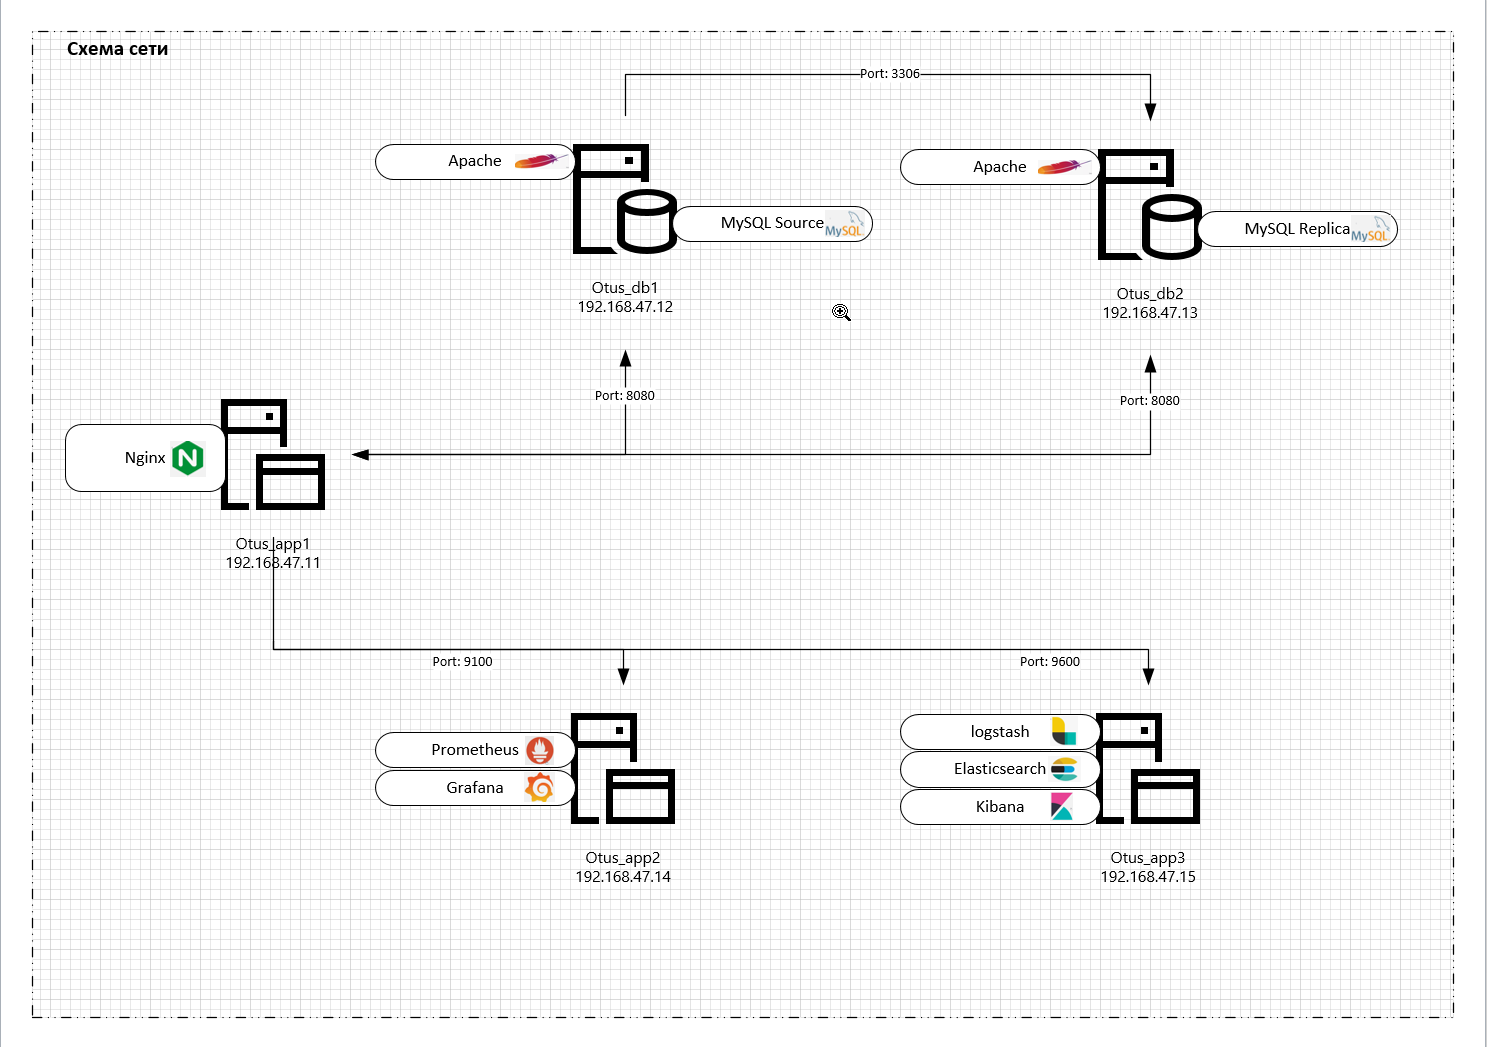 Схема сети
Port: 3306
Apache
MySQL Source
MySQL
Apache
MySQL Replica
MySQL
Otus_db1
192.168.47.12
Otus_db2
192.168.47.13
Port: 8080
Port: 8080
Nginx
Otus_app1
192.168.47.11
Port: 9100
Port: 9600
Prometheus
Grafana
logstash
Elasticsearch
Kibana
Otus_app2
192.168.47.14
Otus_app3
192.168.47.15